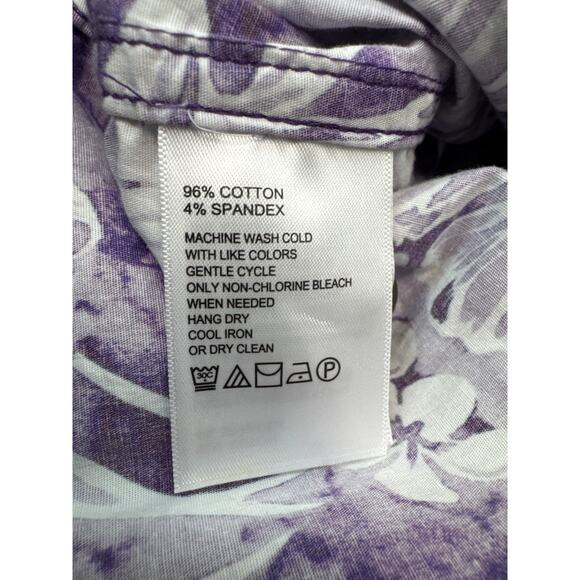 96% COTTON
4% SPANDEX
MACHINE WASH COLD
WITH LIKE COLORS
GENTLE CYCLE
ONLY NON-CHLORINE BLEACH
WHEN NEEDED
HANG DRY
COOL IRON
OR DRY CLEAN
30C P